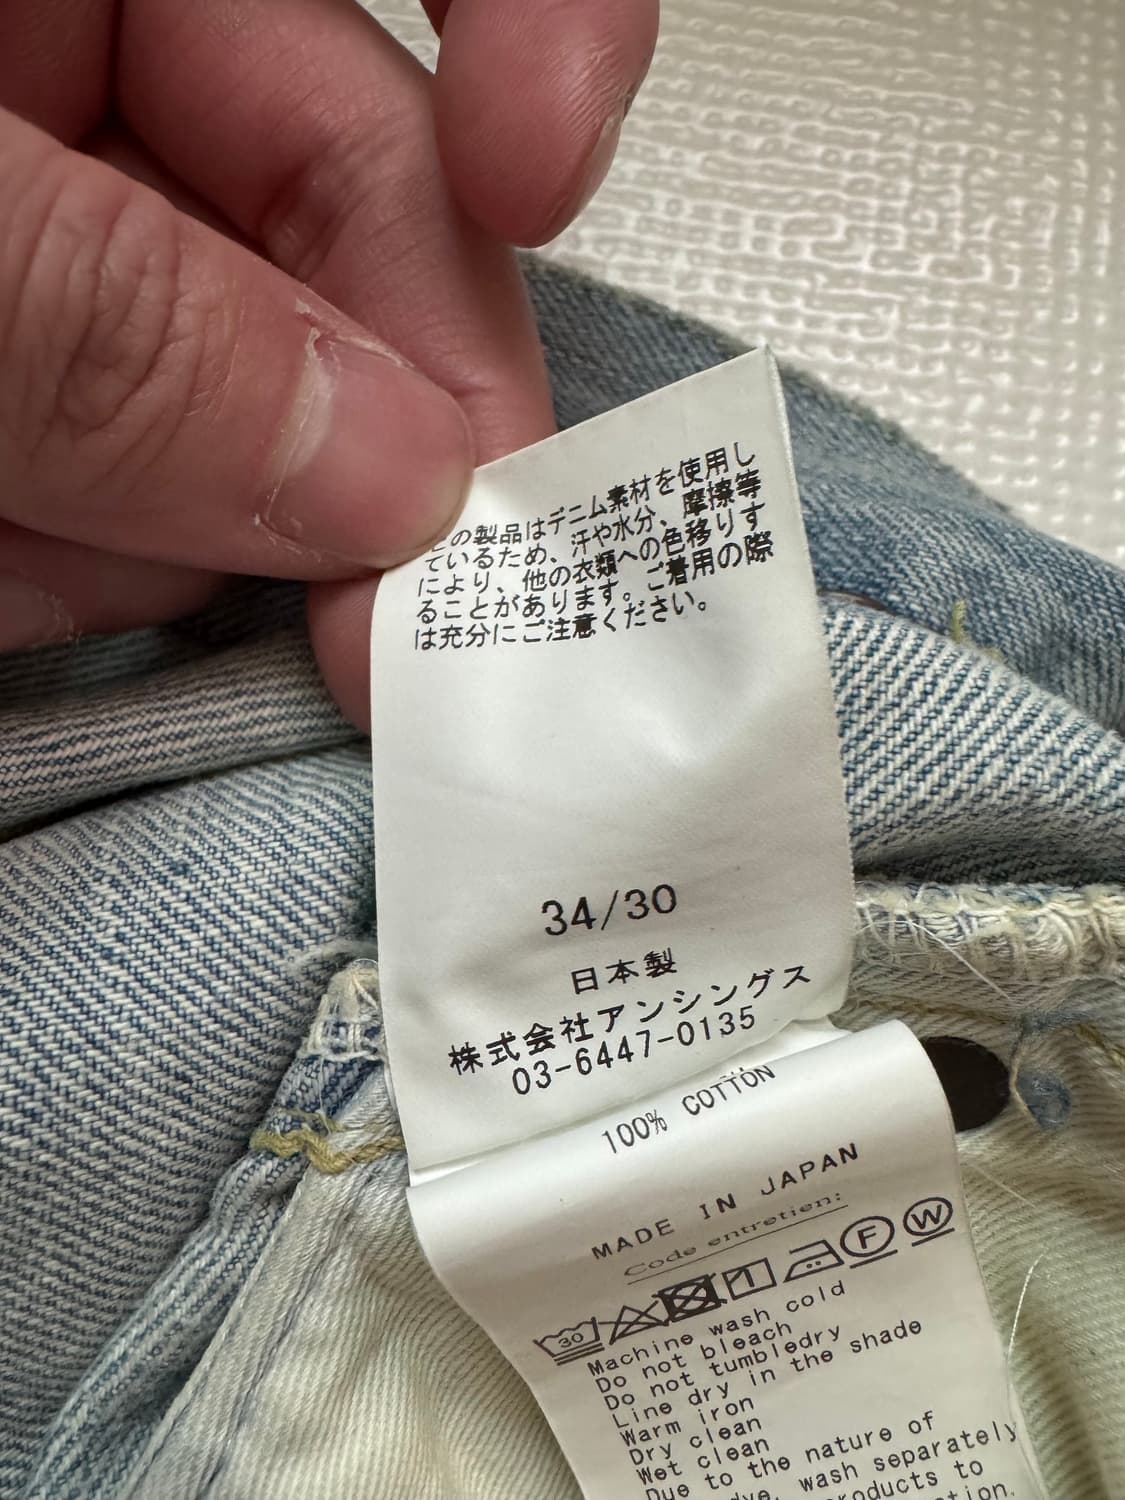 の製品はデニム素材を使用し
ているため、汗や水分、摩擦等
により、他の衣類への色移りす
ることがあります。ご着用の際
は充分にご注意ください。
34/30
日本製
株式会社アンシングス
03-6447-0135
100% COTTON
MADE IN JAPAN
Code entretien:
30 F W
Machine wash cold
Do not bleach
Do not tumbledry
Line dry in the shade
Warm iron
Dry clean
Wet clean
Due to the nature of
dye, wash separately
products to